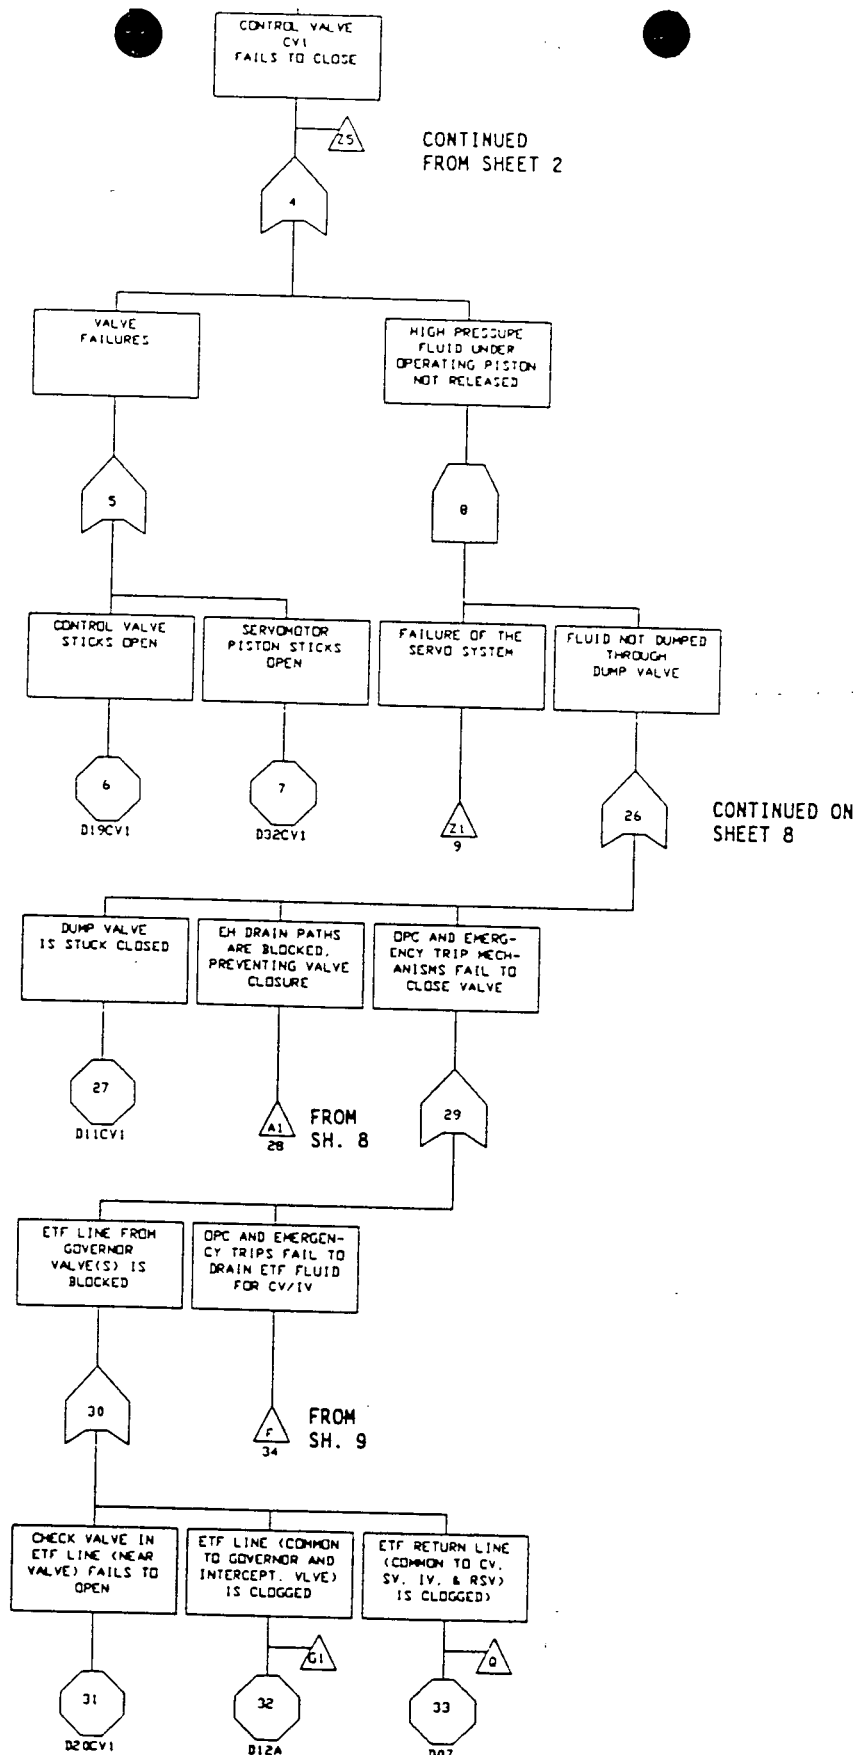 CONTROL VALVE
CV1
FAILS TO CLOSE
Z5
CONTINUED
FROM SHEET 2
4
VALVE
FAILURES
HIGH PRESSURE
FLUID UNDER
OPERATING PISTON
NOT RELEASED
5
8
CONTROL VALVE
STICKS OPEN
SERVOMOTOR
PISTON STICKS
OPEN
FAILURE OF THE
SERVO SYSTEM
FLUID NOT DUMPED
THROUGH
DUMP VALVE
6
D19CV1
7
D32CV1
Z1
9
26
CONTINUED ON
SHEET 8
DUMP VALVE
IS STUCK CLOSED
EH DRAIN PATHS
ARE BLOCKED,
PREVENTING VALVE
CLOSURE
OPC AND EMERG-
ENCY TRIP MECH-
ANISMS FAIL TO
CLOSE VALVE
27
D11CV1
A1
28
FROM
SH. 8
29
ETF LINE FROM
GOVERNOR
VALVE(S) IS
BLOCKED
OPC AND EMERGEN-
CY TRIPS FAIL TO
DRAIN ETF FLUID
FOR CV/IV
30
F
34
FROM
SH. 9
CHECK VALVE IN
ETF LINE (NEAR
VALVE) FAILS TO
OPEN
ETF LINE (COMMON
TO GOVERNOR AND
INTERCEPT. VLVE)
IS CLOGGED
ETF RETURN LINE
(COMMON TO CV,
SV, IV, & RSV)
IS CLOGGED)
G1
Q
31
D20CV1
32
D12A
33
D07